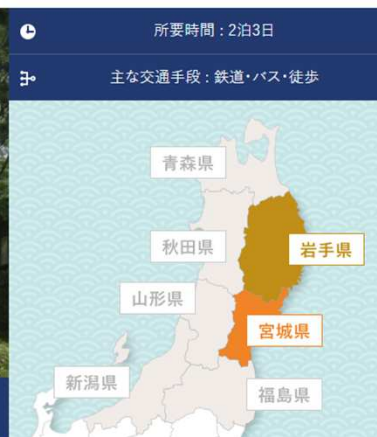 所要時間：2泊3日
主な交通手段：鉄道・バス・徒歩
青森県
秋田県
岩手県
山形県
宮城県
新潟県
福島県